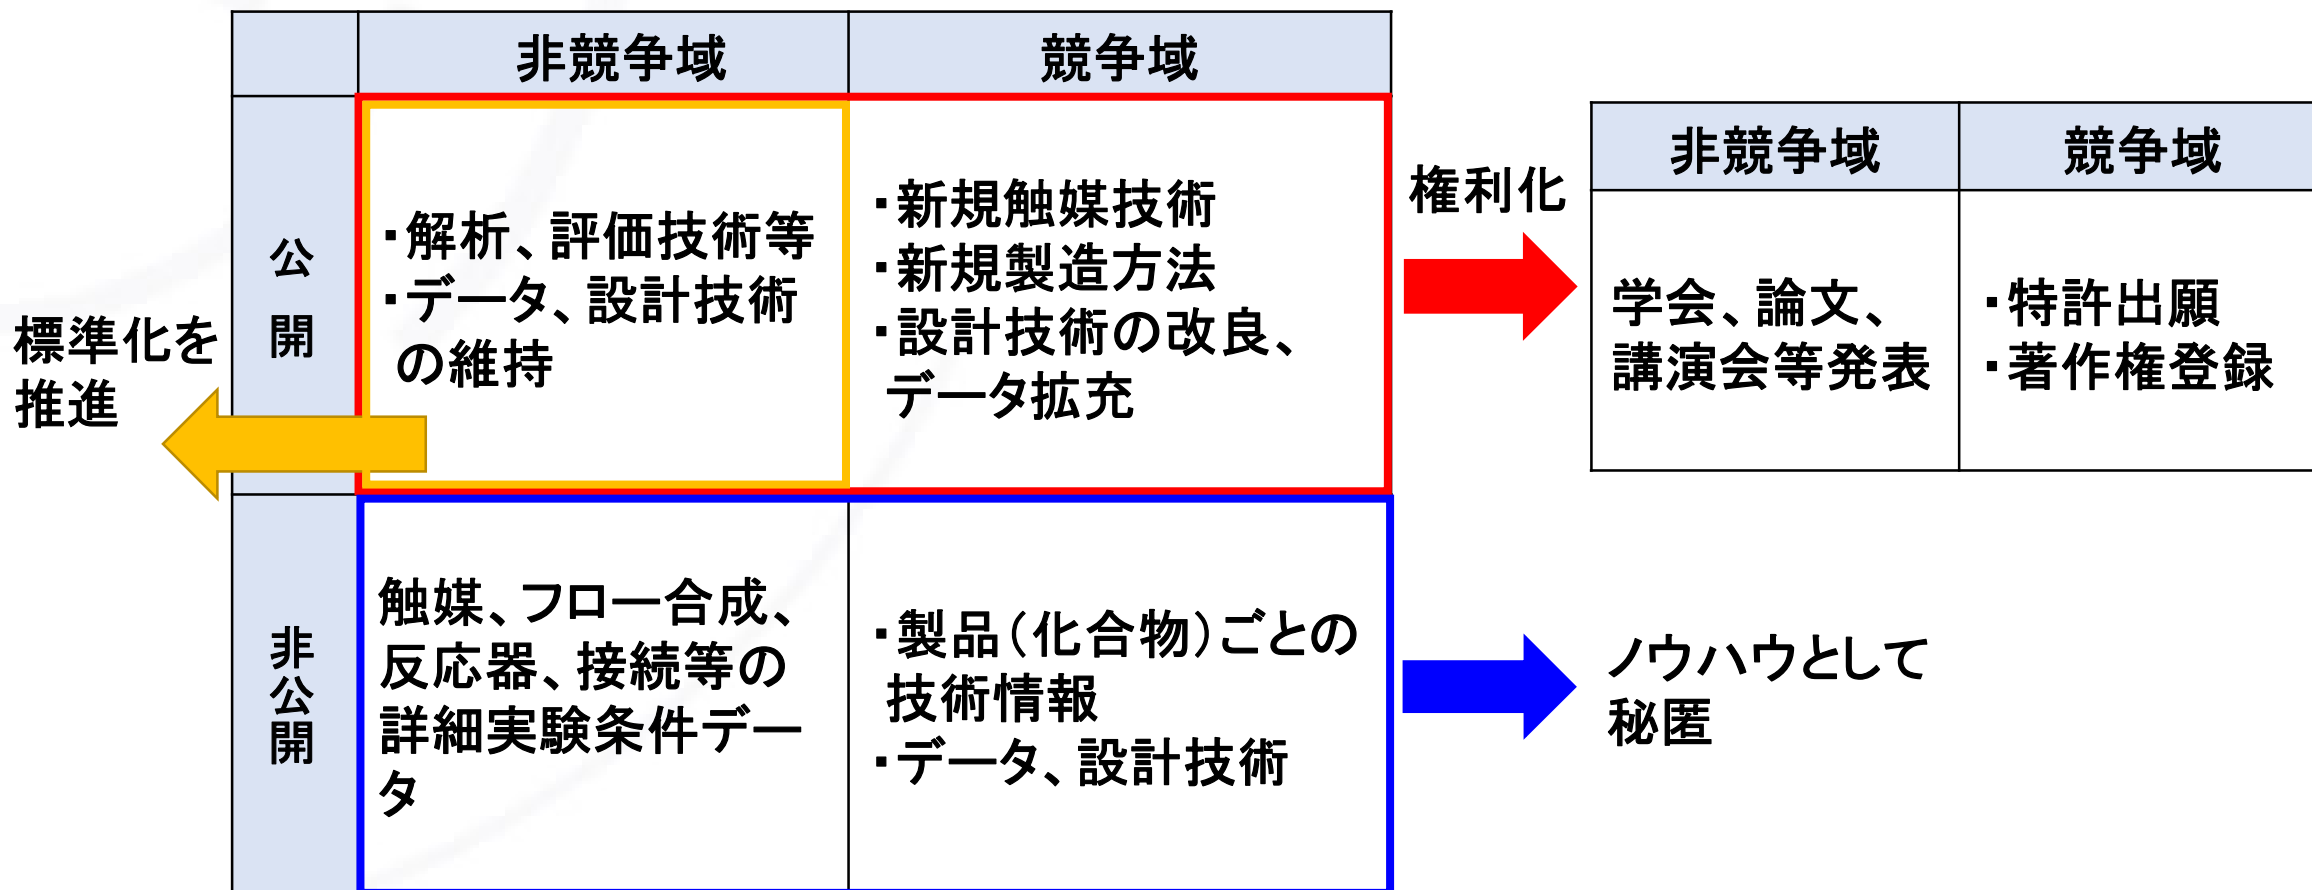 非競争域
競争域
公開
・解析、評価技術等
・データ、設計技術
の維持
・新規触媒技術
・新規製造方法
・設計技術の改良、
データ拡充
標準化を
推進
権利化
非競争域
競争域
学会、論文、
講演会等発表
・特許出願
・著作権登録
非公開
触媒、フロー合成、
反応器、接続等の
詳細実験条件デー
タ
・製品（化合物）ごとの
技術情報
・データ、設計技術
ノウハウとして
秘匿